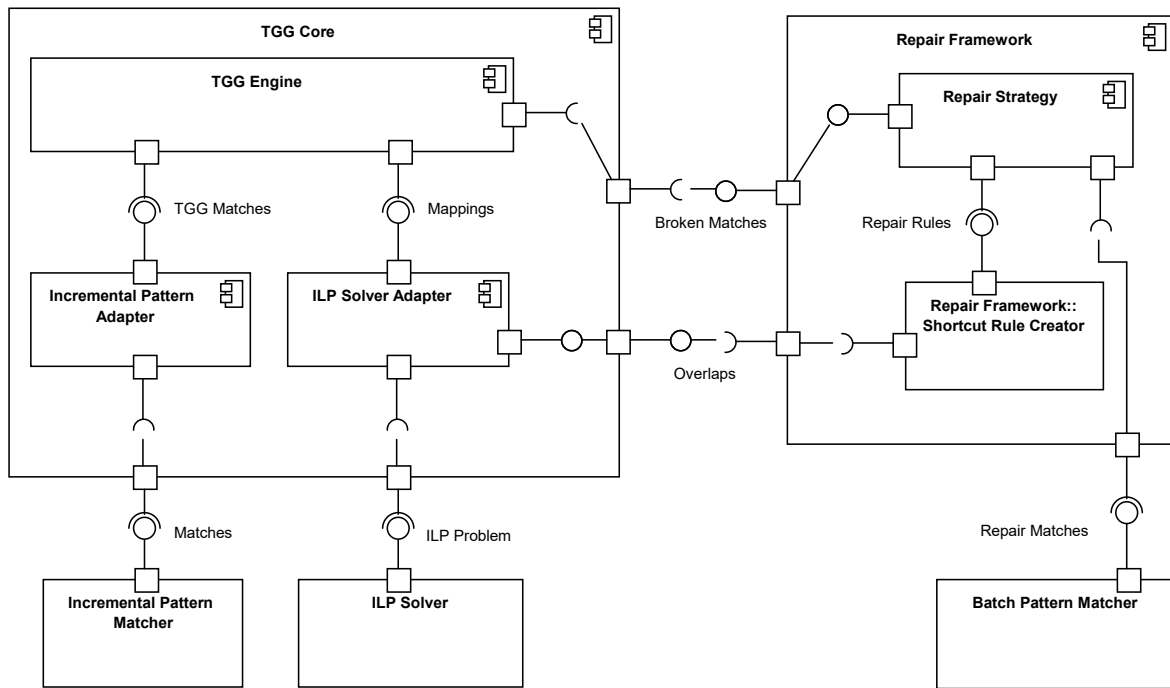 TGG Core
Repair Framework
TGG Engine
Repair Strategy
TGG Matches
Mappings
Broken Matches
Repair Rules
Incremental Pattern
Adapter
ILP Solver Adapter
Repair Framework::
Shortcut Rule Creator
Overlaps
Matches
ILP Problem
Repair Matches
Incremental Pattern
Matcher
ILP Solver
Batch Pattern Matcher